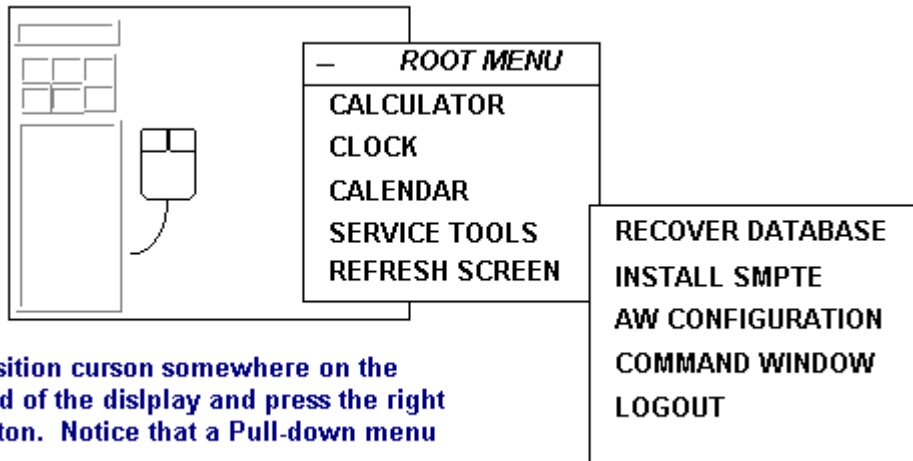 ROOT MENU
CALCULATOR
CLOCK
CALENDAR
SERVICE TOOLS
REFRESH SCREEN
RECOVER DATABASE
INSTALL SMPTE
AW CONFIGURATION
COMMAND WINDOW
LOGOUT
sition curson somewhere on the
d of the dislplay and press the right
ton. Notice that a Pull-down menu